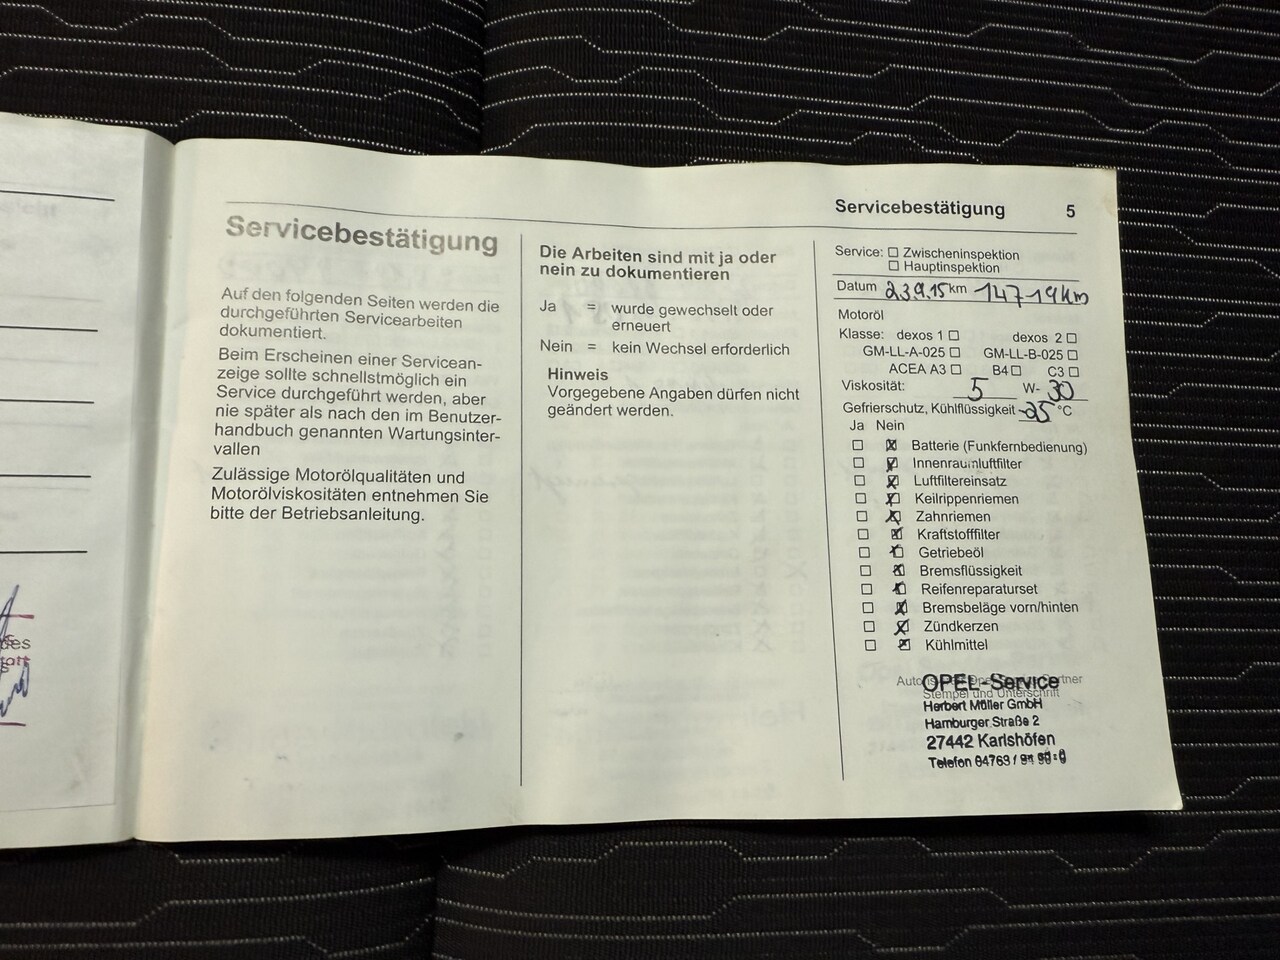 Servicebestätigung 5
Servicebestätigung
Auf den folgenden Seiten werden die
durchgeführten Servicearbeiten
dokumentiert.
Beim Erscheinen einer Servicean-
zeige sollte schnellstmöglich ein
Service durchgeführt werden, aber
nie später als nach den im Benutzer-
handbuch genannten Wartungsinter-
vallen
Zulässige Motorölqualitäten und
Motorölviskositäten entnehmen Sie
bitte der Betriebsanleitung.
Die Arbeiten sind mit ja oder
nein zu dokumentieren
Ja = wurde gewechselt oder
erneuert
Nein = kein Wechsel erforderlich
Hinweis
Vorgegebene Angaben dürfen nicht
geändert werden.
Service: ☐ Zwischeninspektion
☐ Hauptinspektion
Datum 23.9.15 km 14719km
Motoröl
Klasse: dexos 1 ☐ dexos 2 ☐
GM-LL-A-025 ☐ GM-LL-B-025 ☐
ACEA A3 ☐ B4 ☐ C3 ☐
Viskosität: 5 W- 30
Gefrierschutz, Kühlflüssigkeit -25 °C
Ja Nein
☐ ☒ Batterie (Funkfernbedienung)
☐ ☒ Innenraumluftfilter
☐ ☒ Luftfiltereinsatz
☐ ☒ Keilrippenriemen
☐ ☒ Zahnriemen
☐ ☒ Kraftstofffilter
☐ ☒ Getriebeöl
☐ ☒ Bremsflüssigkeit
☐ ☒ Reifenreparaturset
☐ ☒ Bremsbeläge vorn/hinten
☐ ☒ Zündkerzen
☐ ☒ Kühlmittel
OPEL-Service
Stempel und Unterschrift
Herbert Müller GmbH
Hamburger Straße 2
27442 Karlshöfen
Telefon 04763 /